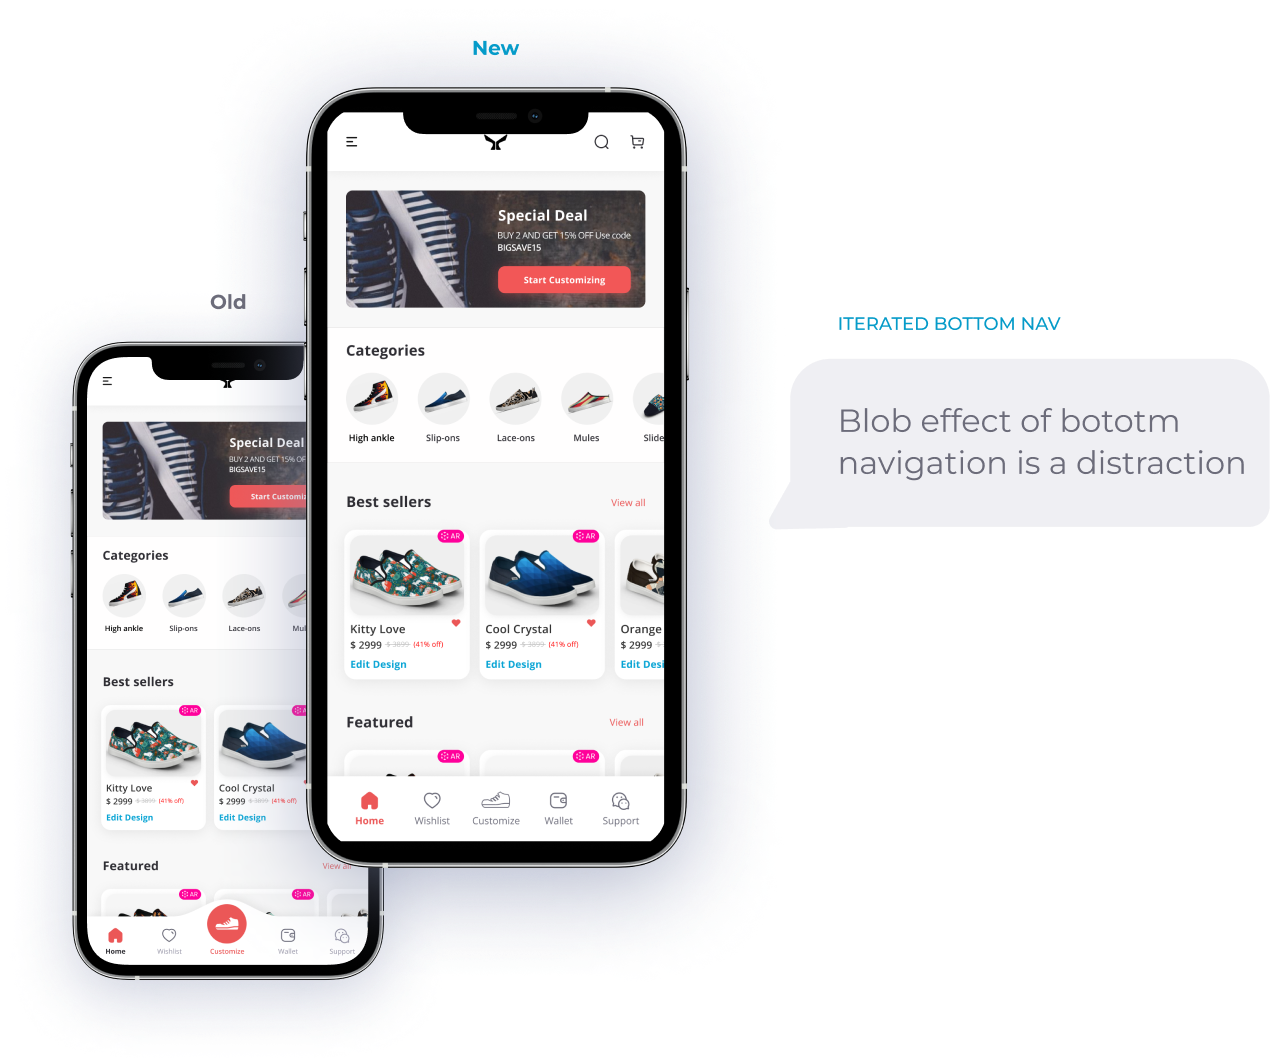 New
Special Deal
BUY 2 AND GET 15% OFF Use code
BIGSAVE15
Start Customizing
Categories
High ankle
Slip-ons
Lace-ons
Mules
Slide
Best sellers
View all
AR
AR
Kitty Love
$ 2999 $ 3899 (41% off)
Edit Design
Cool Crystal
$ 2999 $ 3899 (41% off)
Edit Design
Orange
$ 2999 $
Edit Desi
Featured
View all
AR
AR
Home
Wishlist
Customize
Wallet
Support
Old
Special Deal
BUY 2 AND GET 15% OF
BIGSAVE15
Start Customiz
Categories
High ankle
Slip-ons
Lace-ons
Mul
Best sellers
AR
AR
Kitty Love
$ 2999 $ 3899 (41% off)
Edit Design
Cool Crystal
$ 2999 $ 3899 (41% off)
Edit Design
Featured
View all
AR
AR
Home
Wishlist
Customize
Wallet
Support
ITERATED BOTTOM NAV
Blob effect of bototm
navigation is a distraction